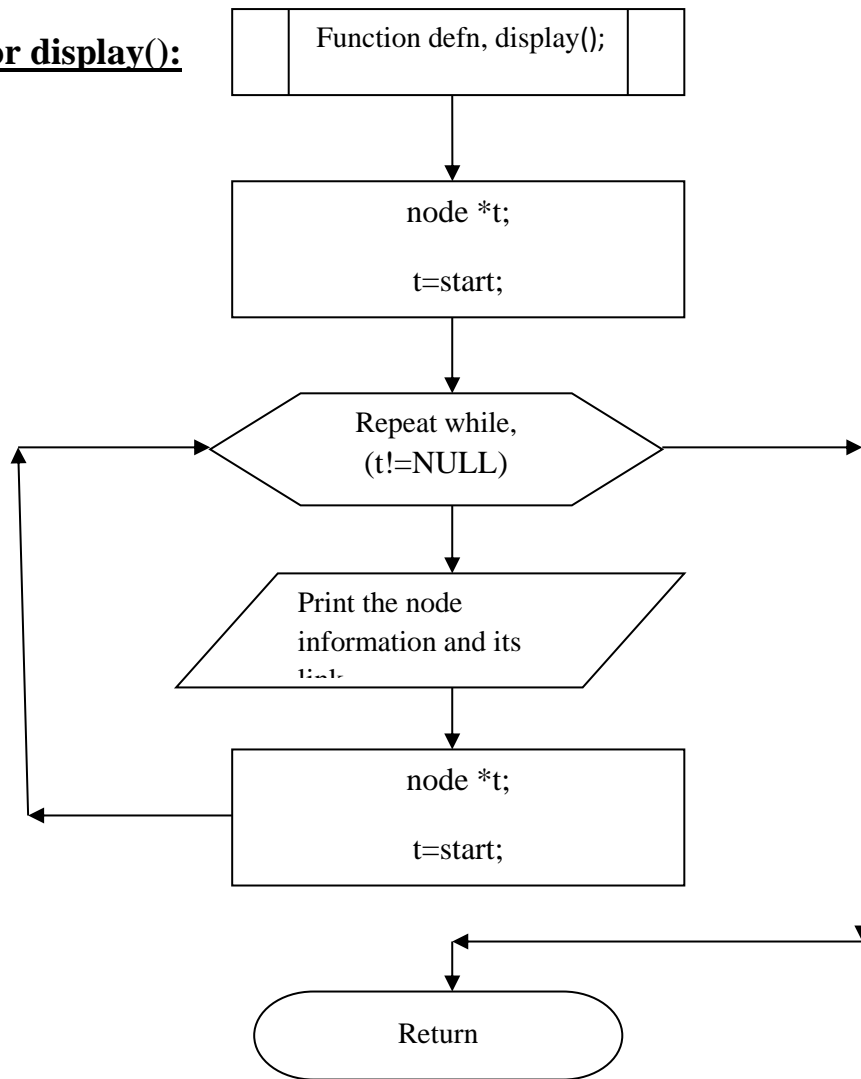 or display():
Function defn, display();
node *t;
t=start;
Repeat while,
(t!=NULL)
Print the node
information and its
link
node *t;
t=start;
Return